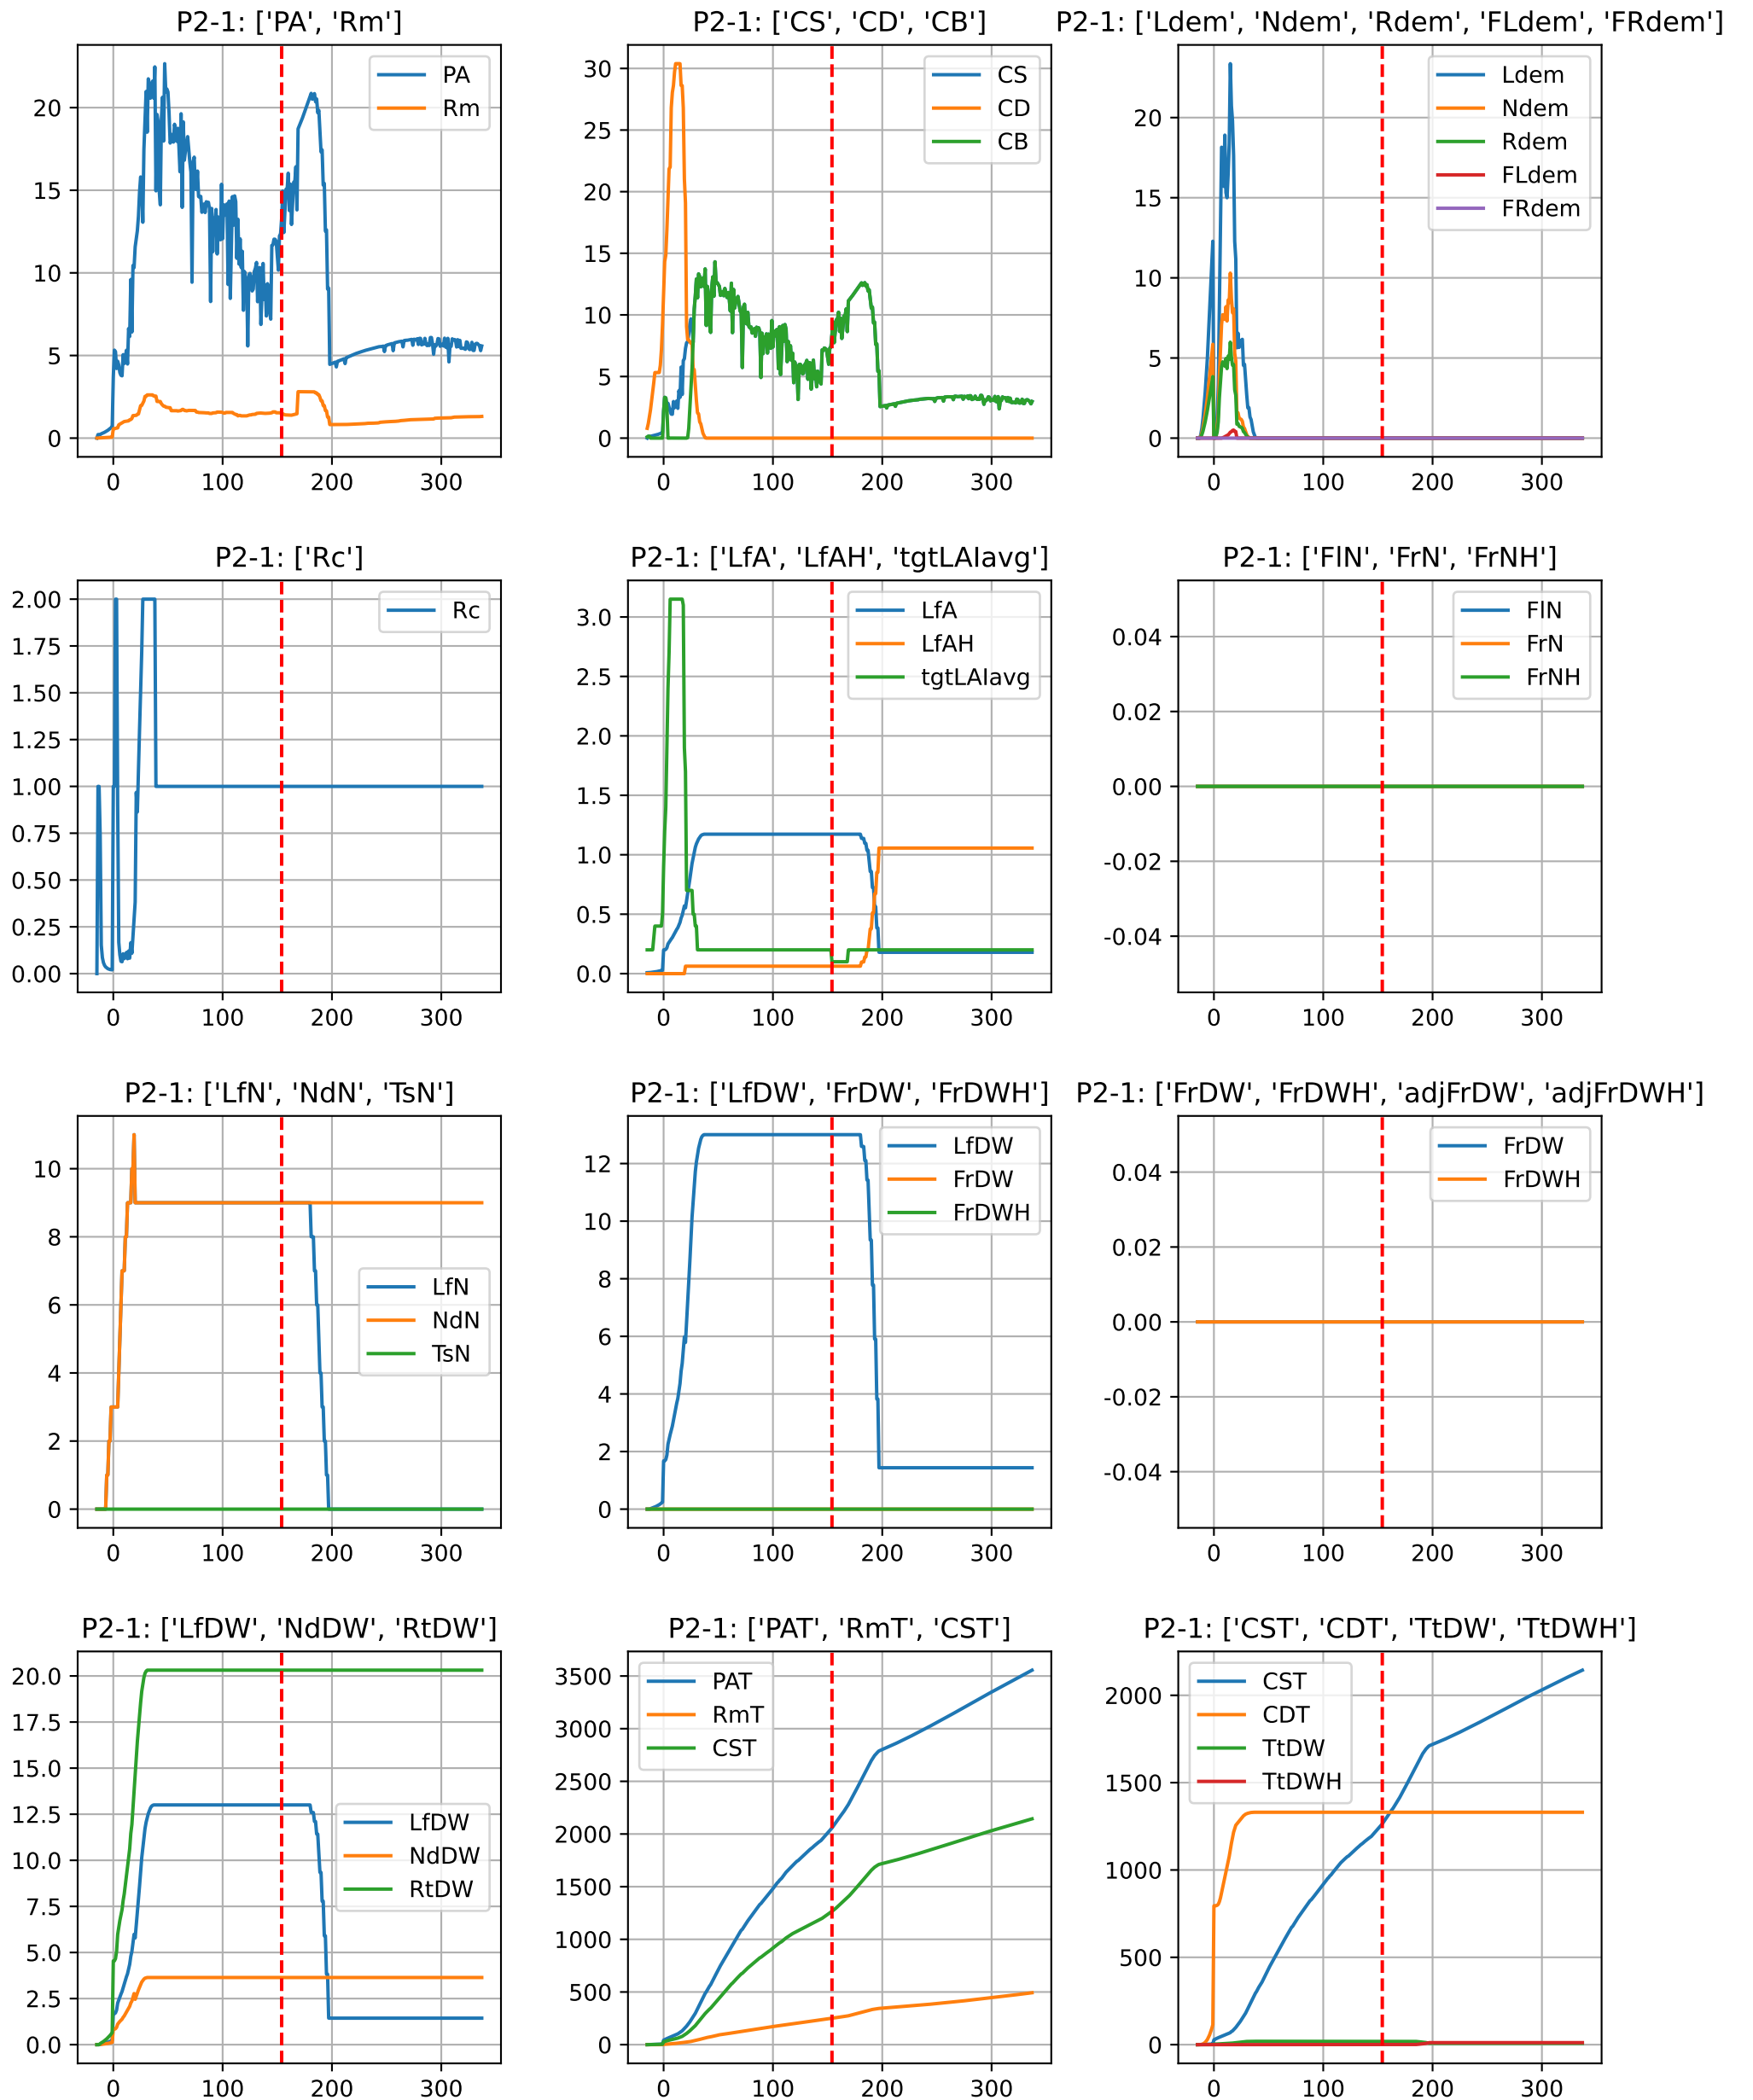 P2-1: ['PA', 'Rm']
PA
Rm
20
15
10
5
0
0 100 200 300
P2-1: ['CS', 'CD', 'CB']
CS
CD
CB
30
25
20
15
10
5
0
0 100 200 300
P2-1: ['Ldem', 'Ndem', 'Rdem', 'FLdem', 'FRdem']
Ldem
Ndem
Rdem
FLdem
FRdem
20
15
10
5
0
0 100 200 300
P2-1: ['Rc']
Rc
2.00
1.75
1.50
1.25
1.00
0.75
0.50
0.25
0.00
0 100 200 300
P2-1: ['LfA', 'LfAH', 'tgtLAIavg']
LfA
LfAH
tgtLAIavg
3.0
2.5
2.0
1.5
1.0
0.5
0.0
0 100 200 300
P2-1: ['FlN', 'FrN', 'FrNH']
FlN
FrN
FrNH
0.04
0.02
0.00
-0.02
-0.04
0 100 200 300
P2-1: ['LfN', 'NdN', 'TsN']
LfN
NdN
TsN
10
8
6
4
2
0
0 100 200 300
P2-1: ['LfDW', 'FrDW', 'FrDWH']
LfDW
FrDW
FrDWH
12
10
8
6
4
2
0
0 100 200 300
P2-1: ['FrDW', 'FrDWH', 'adjFrDW', 'adjFrDWH']
FrDW
FrDWH
0.04
0.02
0.00
-0.02
-0.04
0 100 200 300
P2-1: ['LfDW', 'NdDW', 'RtDW']
LfDW
NdDW
RtDW
20.0
17.5
15.0
12.5
10.0
7.5
5.0
2.5
0.0
0 100 200 300
P2-1: ['PAT', 'RmT', 'CST']
PAT
RmT
CST
3500
3000
2500
2000
1500
1000
500
0
0 100 200 300
P2-1: ['CST', 'CDT', 'TtDW', 'TtDWH']
CST
CDT
TtDW
TtDWH
2000
1500
1000
500
0
0 100 200 300